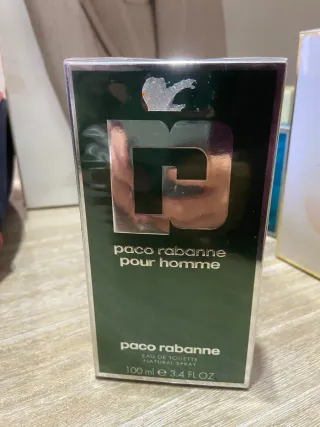 paco rabanne
pour homme
paco rabanne
EAU DE TOILETTE
NATURAL SPRAY
100 ml e 3.4 FL OZ